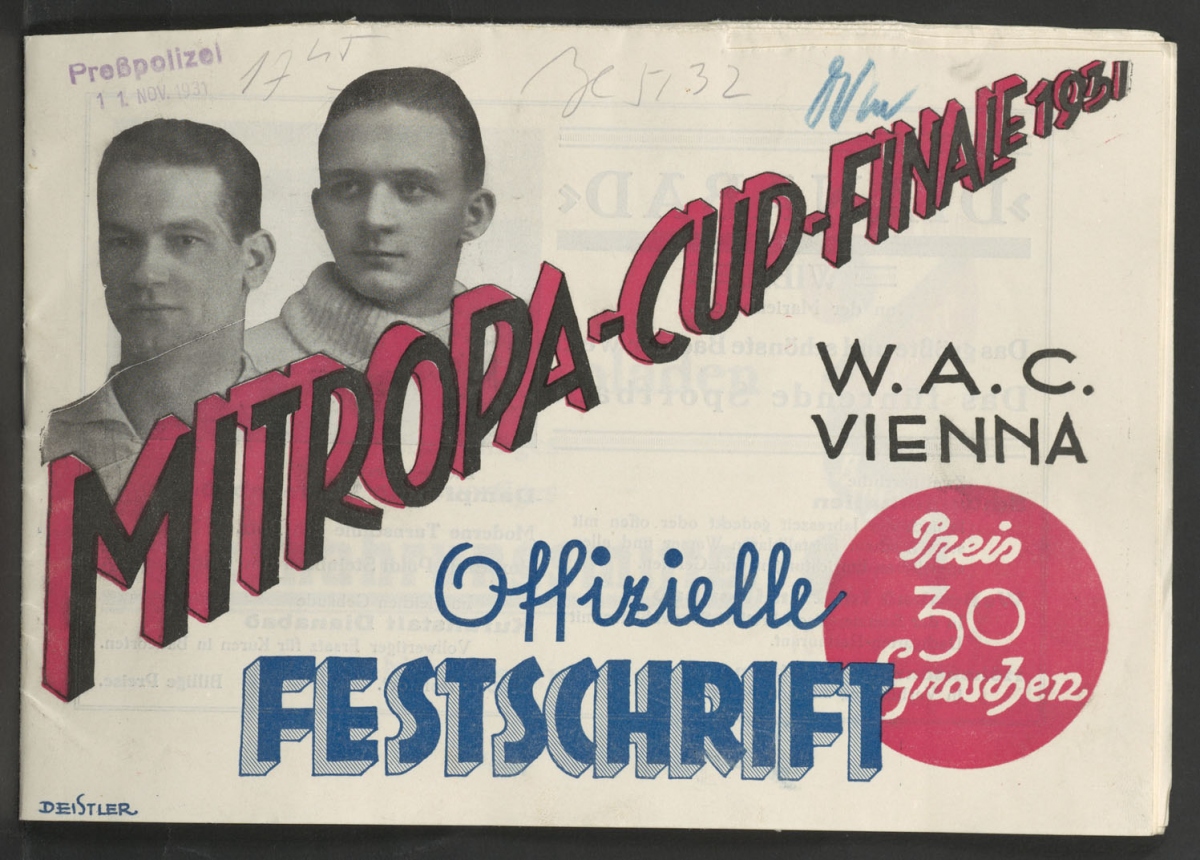 Preßpolizei
11. NOV. 1931
MITROPA-CUP-FINALE 1931
W.A.C.
VIENNA
Offizielle
FESTSCHRIFT
Preis
30
Groschen
DEISTLER